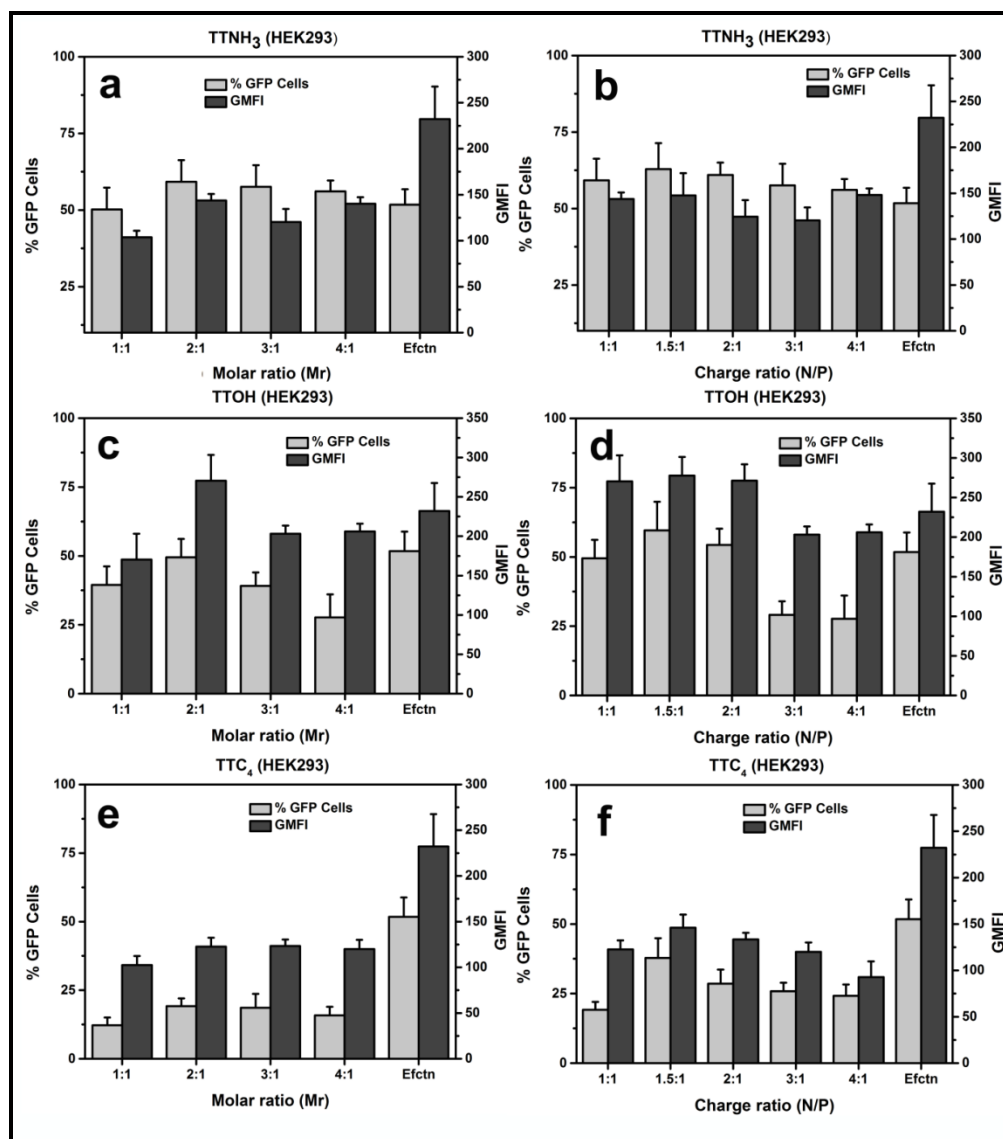 TTNH₃ (HEK293)
a
% GFP Cells
GMFI
100
75
50
25
% GFP Cells
300
250
200
150
100
50
0
GMFI
1:1 2:1 3:1 4:1 Efctn
Molar ratio (Mr)
TTNH₃ (HEK293)
b
% GFP Cells
GMFI
100
75
50
25
% GFP Cells
300
250
200
150
100
50
0
GMFI
1:1 1.5:1 2:1 3:1 4:1 Efctn
Charge ratio (N/P)
TTOH (HEK293)
c
% GFP Cells
GMFI
100
75
50
25
0
% GFP Cells
350
300
250
200
150
100
50
0
GMFI
1:1 2:1 3:1 4:1 Efctn
Molar ratio (Mr)
TTOH (HEK293)
d
% GFP Cells
GMFI
100
75
50
25
0
% GFP Cells
350
300
250
200
150
100
50
0
GMFI
1:1 1.5:1 2:1 3:1 4:1 Efctn
Charge ratio (N/P)
TTC₄ (HEK293)
e
% GFP Cells
GMFI
100
75
50
25
0
% GFP Cells
300
250
200
150
100
50
0
GMFI
1:1 2:1 3:1 4:1 Efctn
Molar ratio (Mr)
TTC₄ (HEK293)
f
% GFP Cells
GMFI
100
75
50
25
0
% GFP Cells
300
250
200
150
100
50
0
GMFI
1:1 1.5:1 2:1 3:1 4:1 Efctn
Charge ratio (N/P)